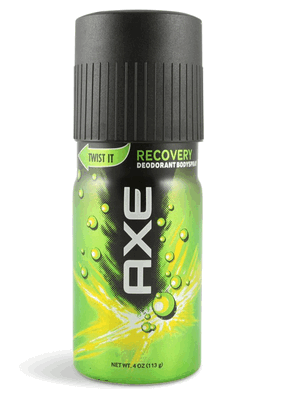 TWIST IT
RECOVERY
DEODORANT BODYSPRAY
AXE
NET WT. 4 OZ (113 g)